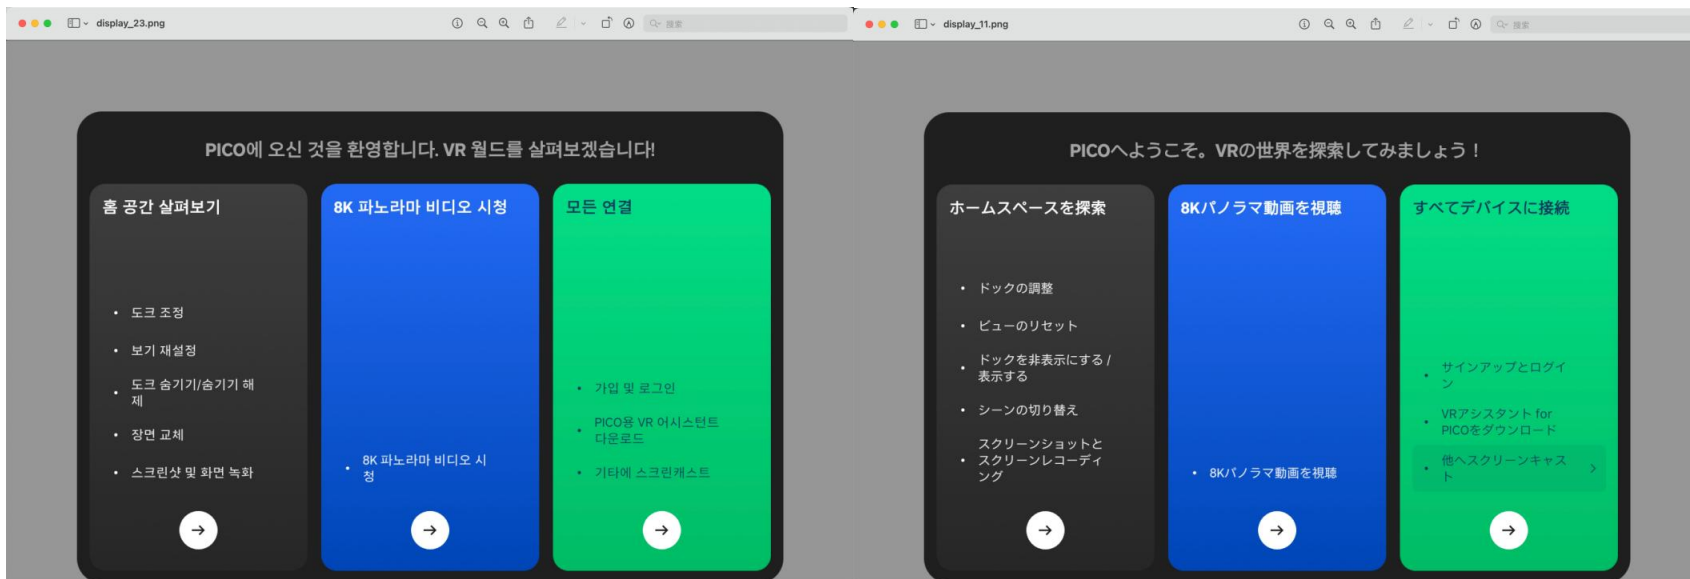 display_23.png
搜索
PICO에 오신 것을 환영합니다. VR 월드를 살펴보겠습니다!
홈 공간 살펴보기
• 도크 조정
• 보기 재설정
• 도크 숨기기/숨기기 해
제
• 장면 교체
• 스크린샷 및 화면 녹화
8K 파노라마 비디오 시청
• 8K 파노라마 비디오 시
청
모든 연결
• 가입 및 로그인
• PICO용 VR 어시스턴트
다운로드
• 기타에 스크린캐스트
display_11.png
搜索
PICOへようこそ。VRの世界を探索してみましょう！
ホームスペースを探索
• ドックの調整
• ビューのリセット
• ドックを非表示にする /
表示する
• シーンの切り替え
• スクリーンショットと
スクリーンレコーディ
ング
8Kパノラマ動画を視聴
• 8Kパノラマ動画を視聴
すべてデバイスに接続
• サインアップとログイ
ン
• VRアシスタント for
PICOをダウンロード
• 他へスクリーンキャス
ト